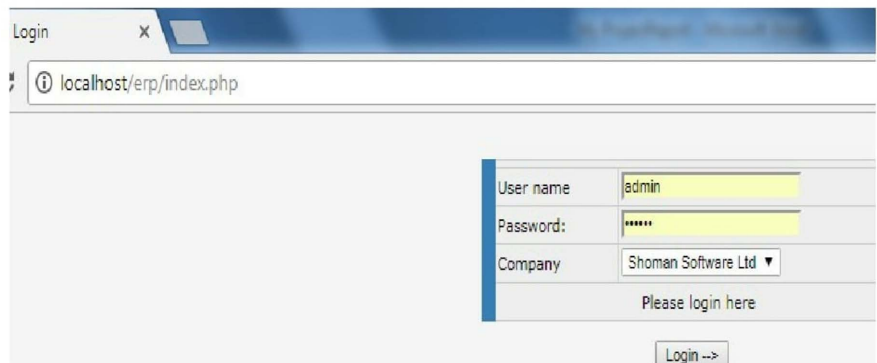 Login
localhost/erp/index.php
User name admin
Password: ••••••
Company Shoman Software Ltd
Please login here
Login -->